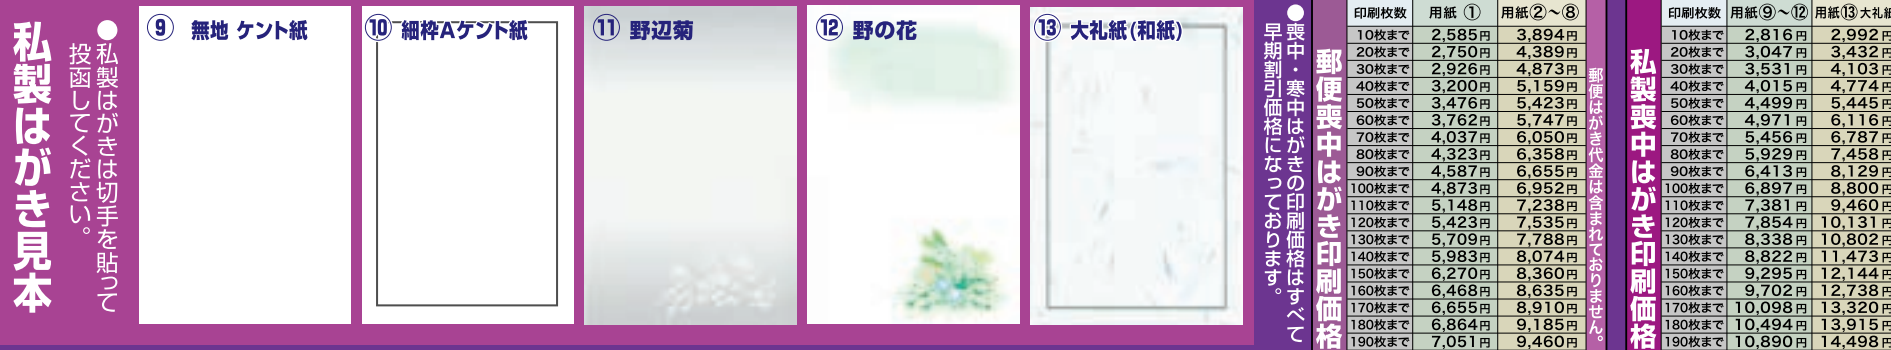 私製はがき見本
●私製はがきは切手を貼って
投函してください。
⑨ 無地 ケント紙
⑩ 細枠Aケント紙
⑪ 野辺菊
⑫ 野の花
⑬ 大礼紙(和紙)
●喪中・寒中はがきの印刷価格はすべて
早期割引価格になっております。
郵便喪中はがき印刷価格
印刷枚数 用紙① 用紙②〜⑧
10枚まで 2,585円 3,894円
20枚まで 2,750円 4,389円
30枚まで 2,926円 4,873円
40枚まで 3,200円 5,159円
50枚まで 3,476円 5,423円
60枚まで 3,762円 5,747円
70枚まで 4,037円 6,050円
80枚まで 4,323円 6,358円
90枚まで 4,587円 6,655円
100枚まで 4,873円 6,952円
110枚まで 5,148円 7,238円
120枚まで 5,423円 7,535円
130枚まで 5,709円 7,788円
140枚まで 5,983円 8,074円
150枚まで 6,270円 8,360円
160枚まで 6,468円 8,635円
170枚まで 6,655円 8,910円
180枚まで 6,864円 9,185円
190枚まで 7,051円 9,460円
郵便はがき代金は含まれておりません。
私製喪中はがき印刷価格
印刷枚数 用紙⑨〜⑫ 用紙⑬大礼紙
10枚まで 2,816円 2,992円
20枚まで 3,047円 3,432円
30枚まで 3,531円 4,103円
40枚まで 4,015円 4,774円
50枚まで 4,499円 5,445円
60枚まで 4,971円 6,116円
70枚まで 5,456円 6,787円
80枚まで 5,929円 7,458円
90枚まで 6,413円 8,129円
100枚まで 6,897円 8,800円
110枚まで 7,381円 9,460円
120枚まで 7,854円 10,131円
130枚まで 8,338円 10,802円
140枚まで 8,822円 11,473円
150枚まで 9,295円 12,144円
160枚まで 9,702円 12,738円
170枚まで 10,098円 13,320円
180枚まで 10,494円 13,915円
190枚まで 10,890円 14,498円